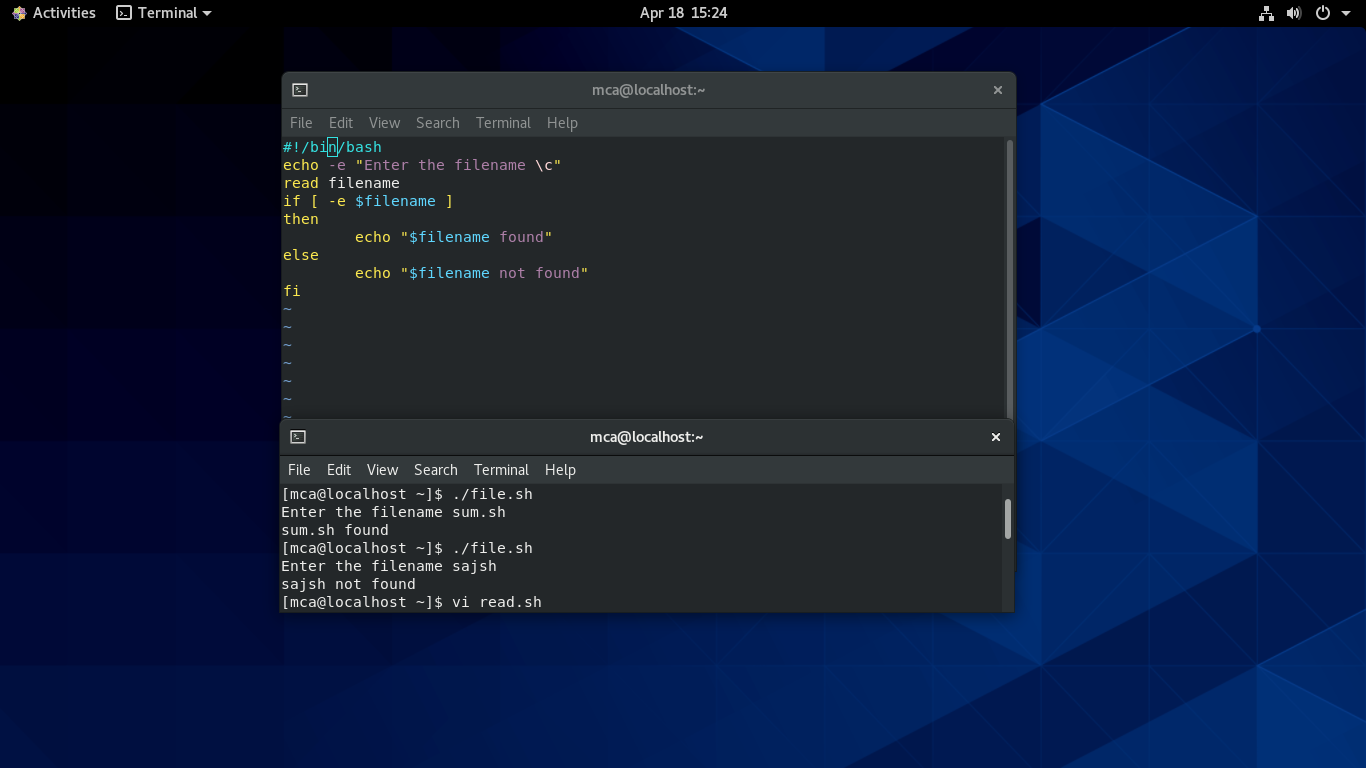 Activities Terminal Apr 18 15:24
mca@localhost:~
File Edit View Search Terminal Help
#!/bin/bash
echo -e "Enter the filename \c"
read filename
if [ -e $filename ]
then
        echo "$filename found"
else
        echo "$filename not found"
fi
~
~
~
~
~
~
~
mca@localhost:~
File Edit View Search Terminal Help
[mca@localhost ~]$ ./file.sh
Enter the filename sum.sh
sum.sh found
[mca@localhost ~]$ ./file.sh
Enter the filename sajsh
sajsh not found
[mca@localhost ~]$ vi read.sh